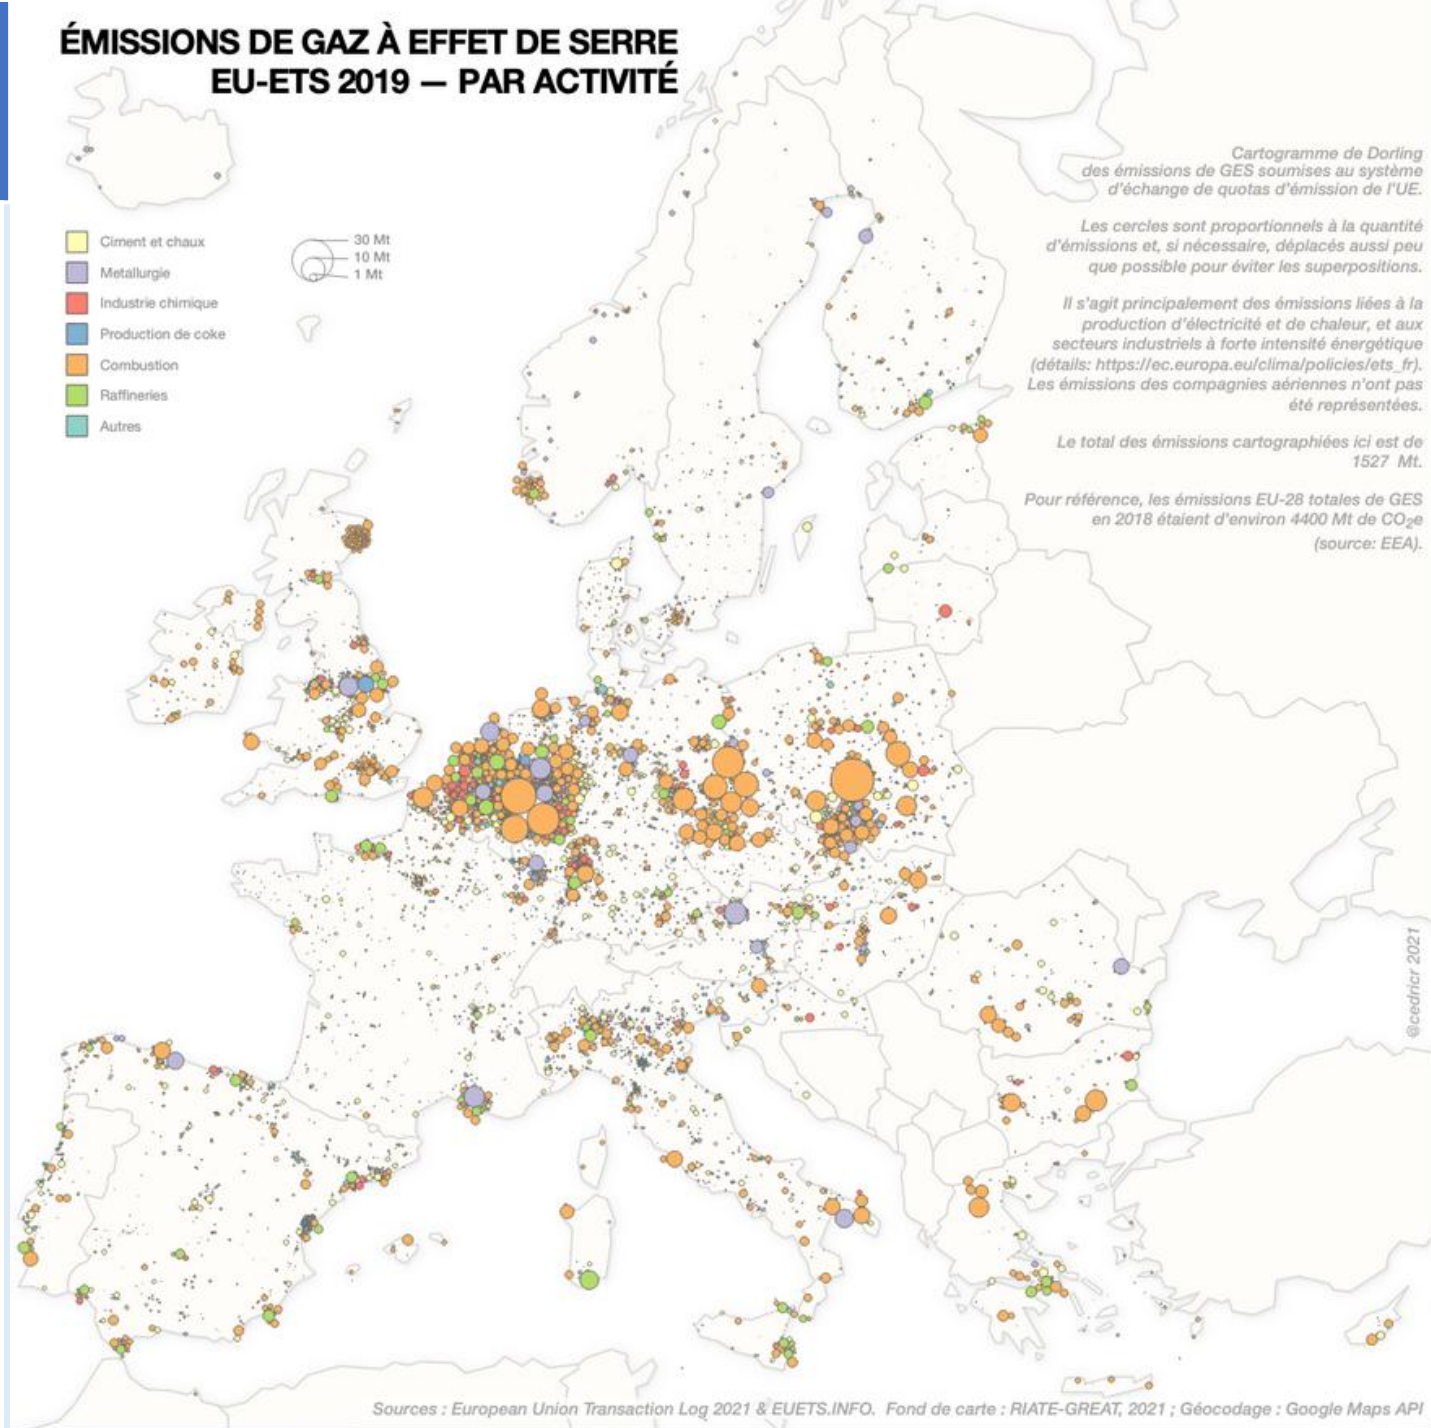 ÉMISSIONS DE GAZ À EFFET DE SERRE
EU-ETS 2019 — PAR ACTIVITÉ
Cartogramme de Dorling
des émissions de GES soumises au système
d'échange de quotas d'émission de l'UE.
Les cercles sont proportionnels à la quantité
d'émissions et, si nécessaire, déplacés aussi peu
que possible pour éviter les superpositions.
Il s'agit principalement des émissions liées à la
production d'électricité et de chaleur, et aux
secteurs industriels à forte intensité énergétique
(détails: https://ec.europa.eu/clima/policies/ets_fr).
Les émissions des compagnies aériennes n'ont pas
été représentées.
Le total des émissions cartographiées ici est de
1527 Mt.
Pour référence, les émissions EU-28 totales de GES
en 2018 étaient d'environ 4400 Mt de CO₂e
(source: EEA).
Ciment et chaux
Metallurgie
Industrie chimique
Production de coke
Combustion
Raffineries
Autres
30 Mt
10 Mt
1 Mt
©cedricr 2021
Sources : European Union Transaction Log 2021 & EUETS.INFO. Fond de carte : RIATE-GREAT, 2021 ; Géocodage : Google Maps API